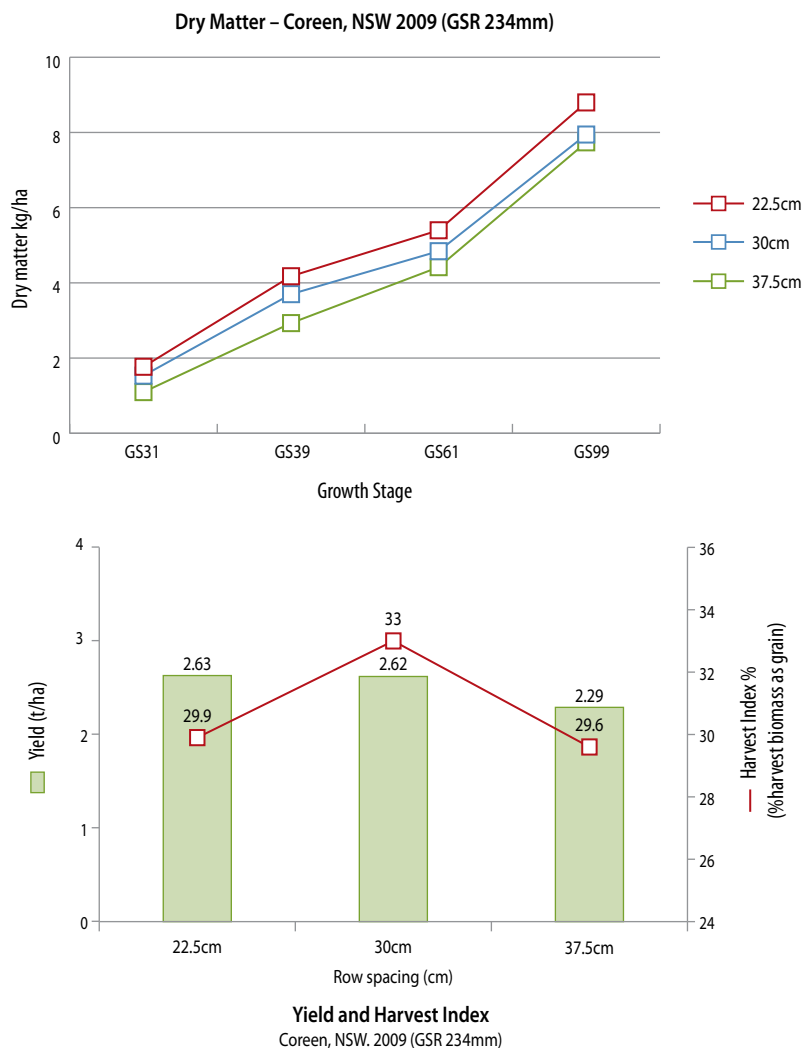 Dry Matter – Coreen, NSW 2009 (GSR 234mm)
10
8
6
4
2
0
Dry matter kg/ha
GS31 GS39 GS61 GS99
Growth Stage
22.5cm
30cm
37.5cm
4
3
2
1
0
Yield (t/ha)
2.63
2.62
2.29
29.9
33
29.6
36
34
32
30
28
26
24
Harvest Index %
(%harvest biomass as grain)
22.5cm 30cm 37.5cm
Row spacing (cm)
Yield and Harvest Index
Coreen, NSW. 2009 (GSR 234mm)